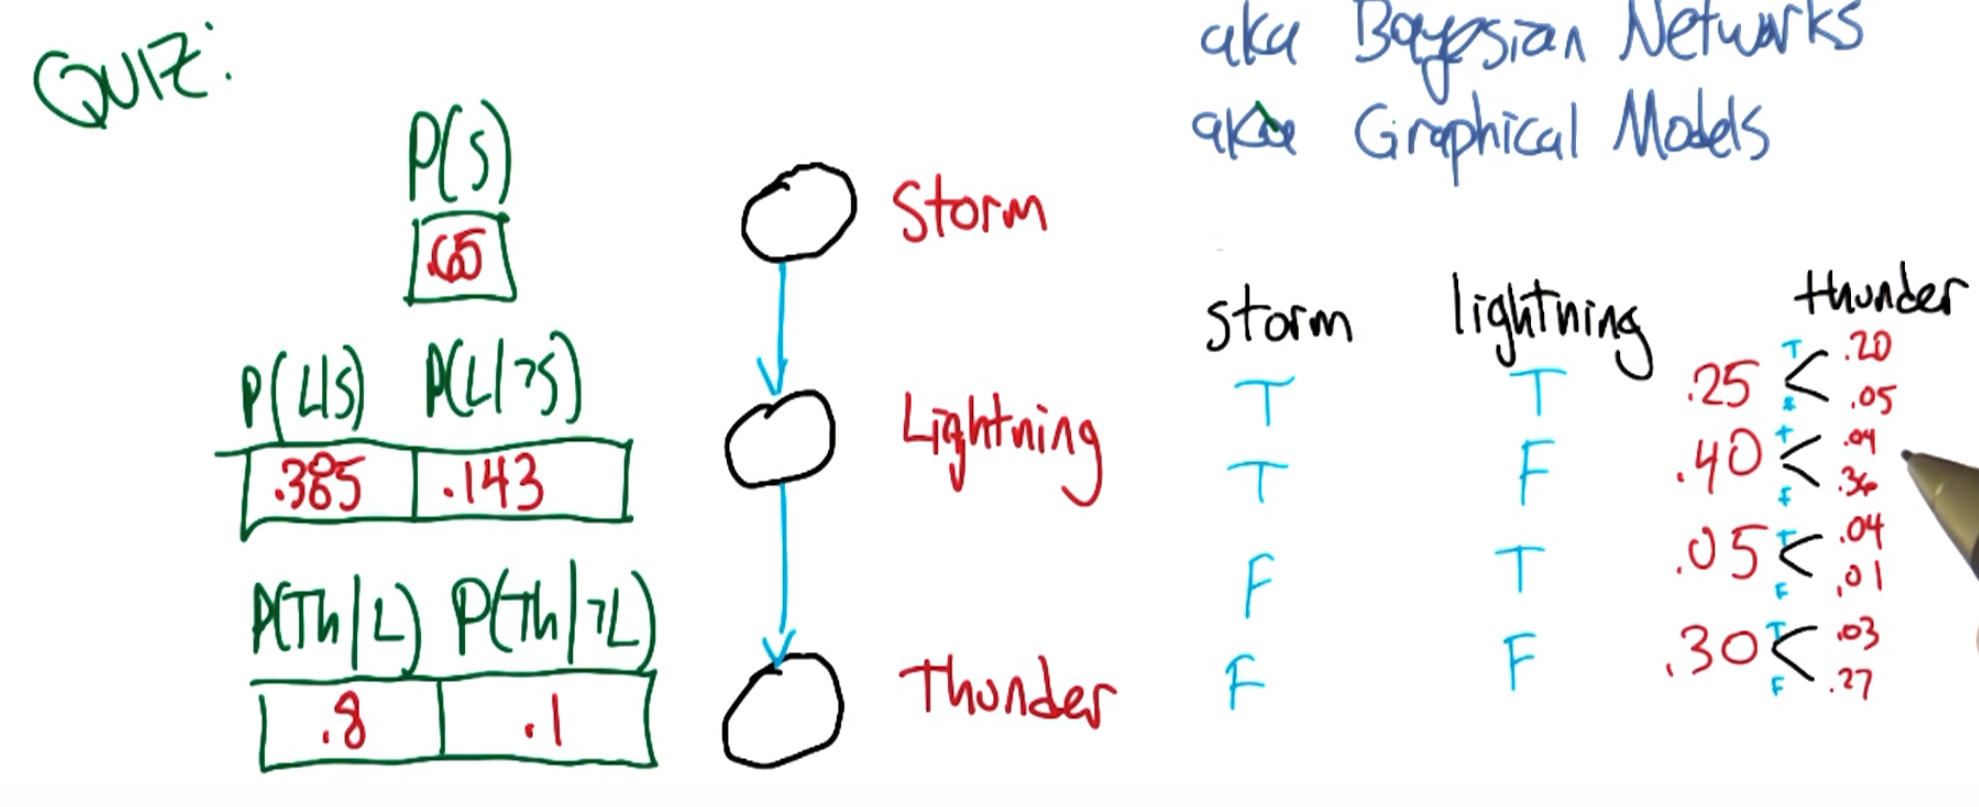 QUIZ:
aka Bayesian Networks
aka Graphical Models
P(S)
.65
Storm
P(L|S) P(L|¬S)
.385 .143
Lightning
P(Th|L) P(Th|¬L)
.8 .1
Thunder
storm lightning thunder
T T .25 T .20
.05
T F .40 T .04
F .36
F T .05 T .04
F .01
F F .30 T .03
F .27